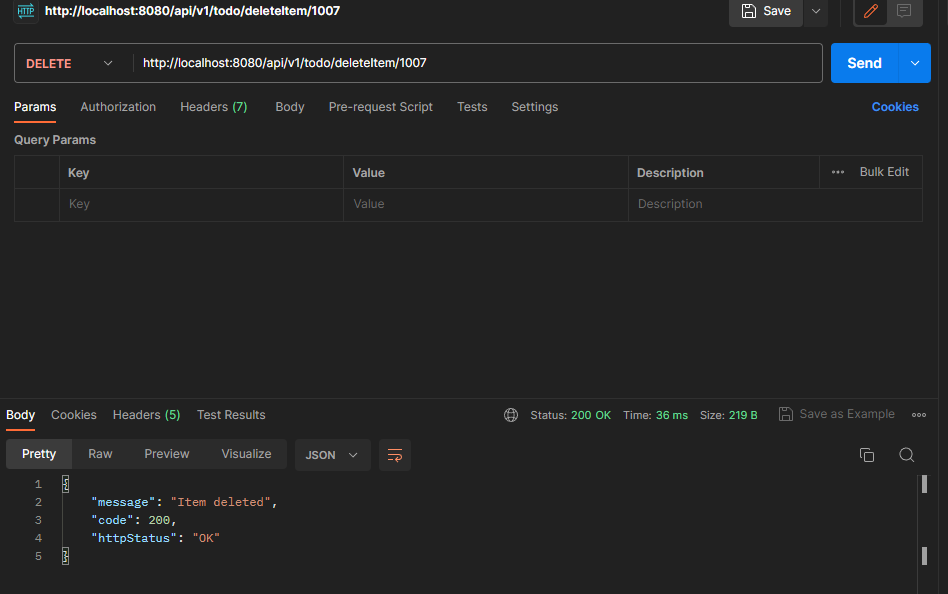 HTTP http://localhost:8080/api/v1/todo/deleteItem/1007 Save
DELETE http://localhost:8080/api/v1/todo/deleteItem/1007 Send
Params Authorization Headers (7) Body Pre-request Script Tests Settings Cookies
Query Params
Key Value Description Bulk Edit
Key Value Description
Body Cookies Headers (5) Test Results Status: 200 OK Time: 36 ms Size: 219 B Save as Example
Pretty Raw Preview Visualize JSON
1 {
2 "message": "Item deleted",
3 "code": 200,
4 "httpStatus": "OK"
5 }